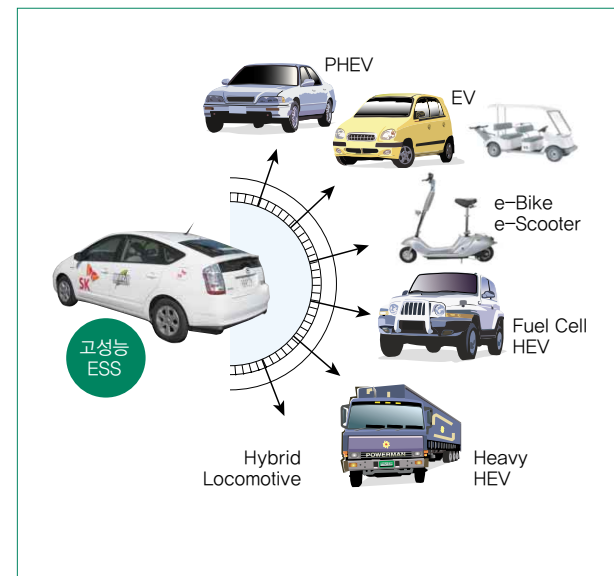 PHEV
EV
e-Bike
e-Scooter
SK
고성능
ESS
Fuel Cell
HEV
POWERMAN
Hybrid
Locomotive
Heavy
HEV